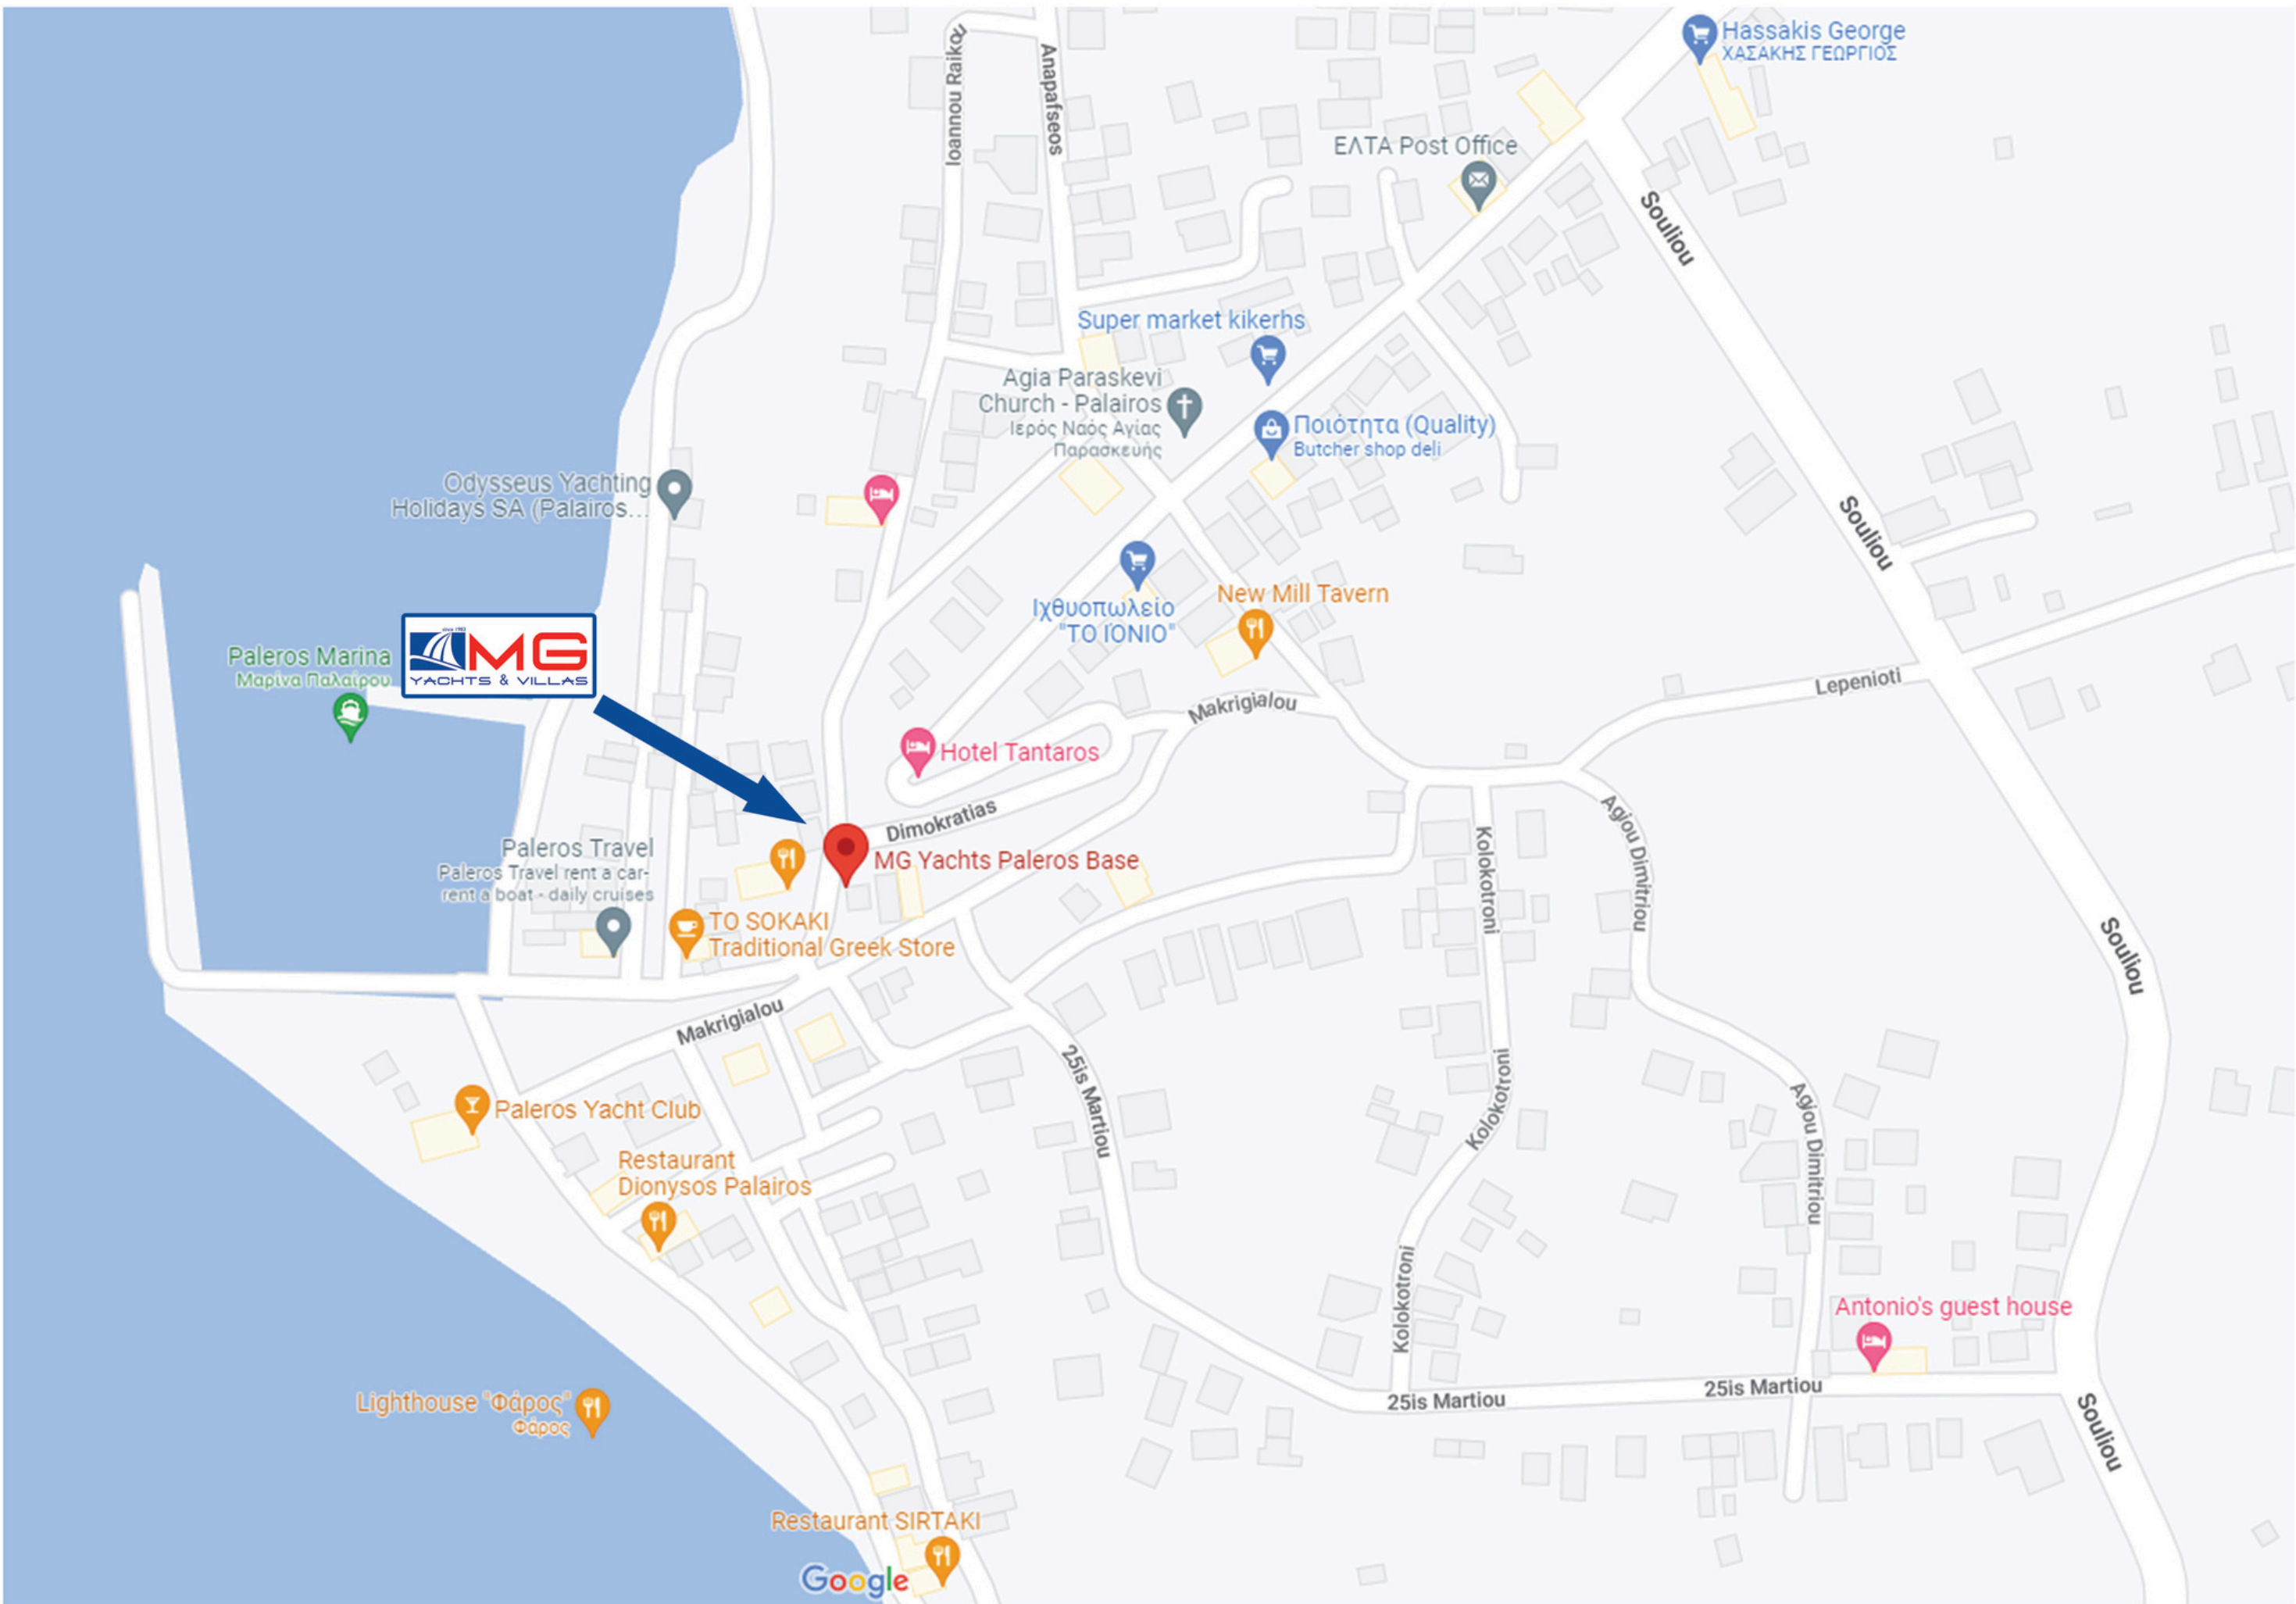 Hassakis George
ΧΑΣΑΚΗΣ ΓΕΩΡΓΙΟΣ
Ioannou Raikou
Anapafseos
ΕΛΤΑ Post Office
Souliou
Super market kikerhs
Agia Paraskevi
Church - Palairos
Ιερός Ναός Αγίας
Παρασκευής
Ποιότητα (Quality)
Butcher shop deli
Odysseus Yachting
Holidays SA (Palairos...
Souliou
Ιχθυοπωλείο
"ΤΟ ΙΌΝΙΟ"
New Mill Tavern
Paleros Marina
Μαρίνα Παλαίρου
since 1983
MG
YACHTS & VILLAS
Lepenioti
Makrigialou
Hotel Tantaros
Dimokratias
MG Yachts Paleros Base
Paleros Travel
Paleros Travel rent a car-
rent a boat - daily cruises
Kolokotroni
Agiou Dimitriou
TO SOKAKI
Traditional Greek Store
Souliou
Makrigialou
25is Martiou
Kolokotroni
Agiou Dimitriou
Paleros Yacht Club
Restaurant
Dionysos Palairos
Kolokotroni
Antonio's guest house
25is Martiou
25is Martiou
Souliou
Lighthouse "Φάρος"
Φάρος
Restaurant SIRTAKI
Google